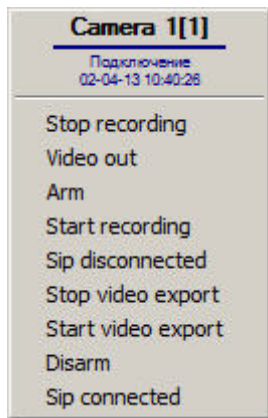 Camera 1[1]
Подключение
02-04-13 10:40:26
Stop recording
Video out
Arm
Start recording
Sip disconnected
Stop video export
Start video export
Disarm
Sip connected